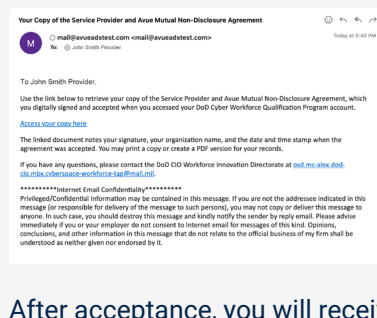 Your Copy of the Service Provider and Avue Mutual Non-Disclosure Agreement
M
mail@avueadstest.com <mail@avueadstest.com>
To: John Smith Provider
Today at 5:40 PM
To John Smith Provider,
Use the link below to retrieve your copy of the Service Provider and Avue Mutual Non-Disclosure Agreement, which
you digitally signed and accepted when you accessed your DoD Cyber Workforce Qualification Program account.
Access your copy here
The linked document notes your signature, your organization name, and the date and time stamp when the
agreement was accepted. You may print a copy or create a PDF version for your records.
If you have any questions, please contact the DoD CIO Workforce Innovation Directorate at osd.mc-alex.dod-
cio.mbx.cyberspace-workforce-tag@mail.mil.
**********Internet Email Confidentiality**********
Privileged/Confidential Information may be contained in this message. If you are not the addressee indicated in this
message (or responsible for delivery of the message to such persons), you may not copy or deliver this message to
anyone. In such case, you should destroy this message and kindly notify the sender by reply email. Please advise
immediately if you or your employer do not consent to Internet email for messages of this kind. Opinions,
conclusions, and other information in this message that do not relate to the official business of my firm shall be
understood as neither given nor endorsed by it.
After acceptance, you will recei